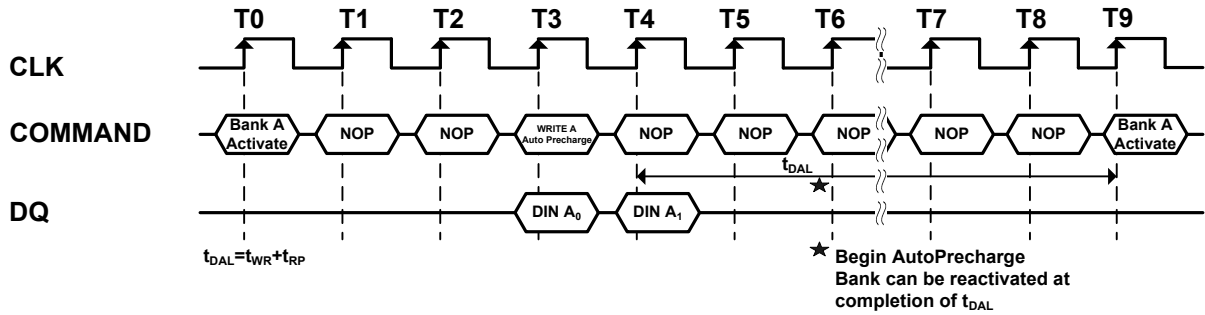 T0 T1 T2 T3 T4 T5 T6 T7 T8 T9
CLK
COMMAND
Bank A
Activate
NOP
NOP
WRITE A
Auto Precharge
NOP
NOP
NOP
NOP
NOP
Bank A
Activate
tDAL
DQ
DIN A0
DIN A1
tDAL=tWR+tRP
★ Begin AutoPrecharge
Bank can be reactivated at
completion of tDAL